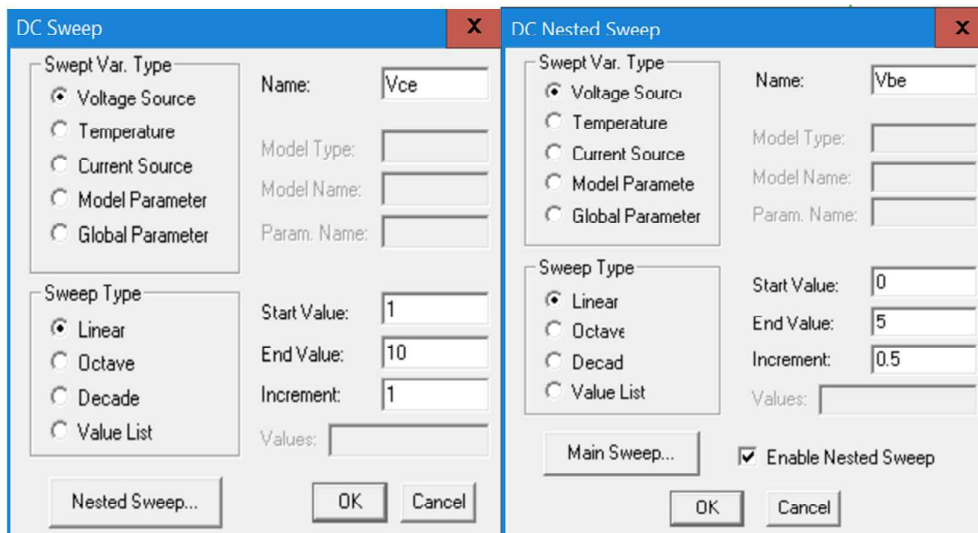 DC Sweep
X
Swept Var. Type
Voltage Source
Temperature
Current Source
Model Parameter
Global Parameter
Name:
Vce
Model Type:
Model Name:
Param. Name:
Sweep Type
Linear
Octave
Decade
Value List
Start Value:
1
End Value:
10
Increment:
1
Values:
Nested Sweep...
OK
Cancel
DC Nested Sweep
X
Swept Var. Type
Voltage Sourc
Temperature
Current Source
Model Paramete
Global Parameter
Name:
Vbe
Model Type:
Model Name:
Param. Name:
Sweep Type
Linear
Octave
Decad
Value List
Start Value:
0
End Value:
5
Increment:
0.5
Values:
Main Sweep...
Enable Nested Sweep
OK
Cancel